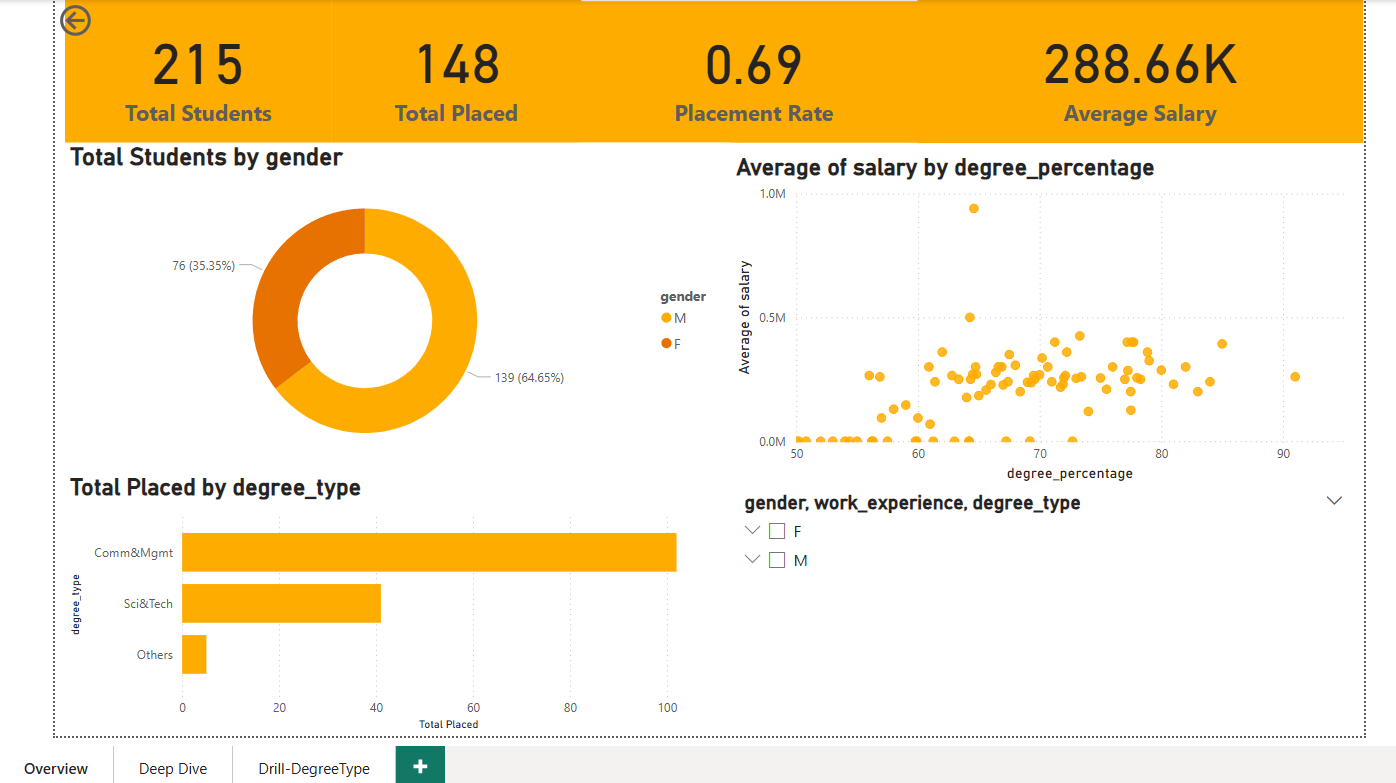 215
Total Students
148
Total Placed
0.69
Placement Rate
288.66K
Average Salary
Total Students by gender
76 (35.35%)
139 (64.65%)
gender
M
F
Average of salary by degree_percentage
Average of salary
1.0M
0.5M
0.0M
50 60 70 80 90
degree_percentage
Total Placed by degree_type
degree_type
Comm&Mgmt
Sci&Tech
Others
0 20 40 60 80 100
Total Placed
gender, work_experience, degree_type
F
M
Overview Deep Dive Drill-DegreeType +